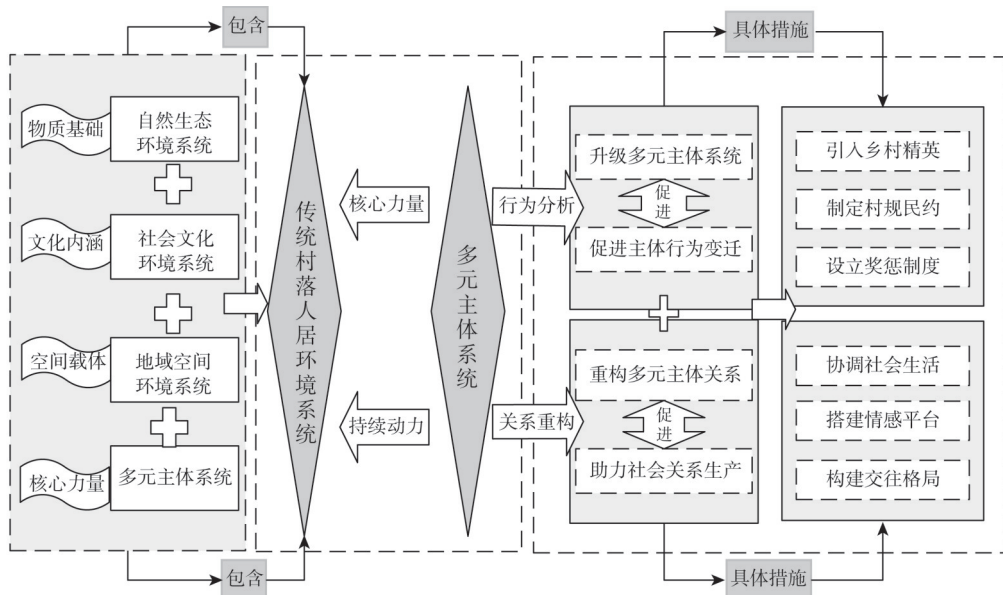 包含
具体措施
物质基础
自然生态
环境系统
文化内涵
社会文化
环境系统
空间载体
地域空间
环境系统
核心力量
多元主体系统
传统村落人居环境系统
核心力量
持续动力
多元主体系统
行为分析
关系重构
升级多元主体系统
促进
促进主体行为变迁
重构多元主体关系
促进
助力社会关系生产
引入乡村精英
制定村规民约
设立奖惩制度
协调社会生活
搭建情感平台
构建交往格局
包含
具体措施